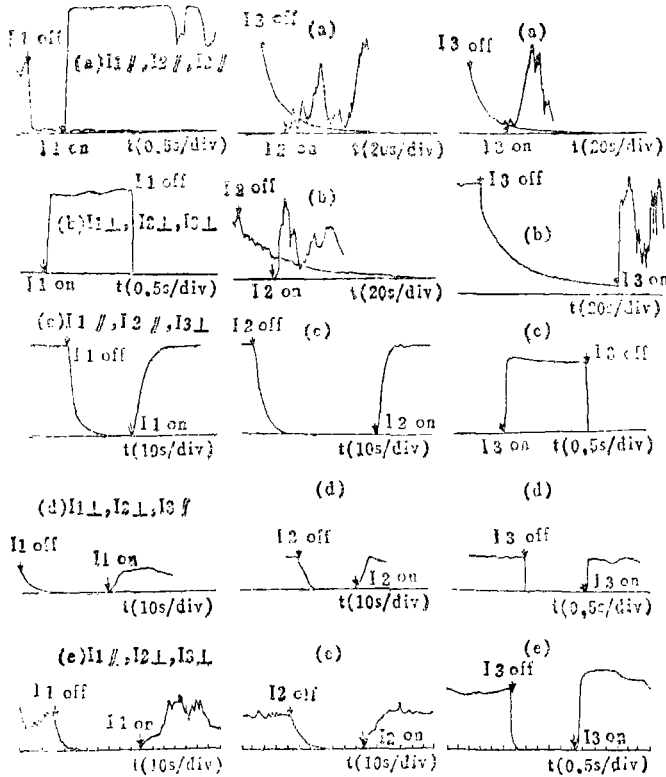 I1 off
(a)I1∥,I2∥,I3∥
I1 on
t(0.5s/div)
I3 off
(a)
I2 on
t(20s/div)
I3 off
(a)
I3 on
t(20s/div)
I1 off
(b)I1⊥,I2⊥,I3⊥
I1 on
t(0.5s/div)
I2 off
(b)
I2 on
t(20s/div)
I3 off
(b)
I3 on
t(20s/div)
(c)I1∥,I2∥,I3⊥
I1 off
I1 on
t(10s/div)
I2 off
(c)
I2 on
t(10s/div)
(c)
I3 off
I3 on
t(0.5s/div)
(d)I1⊥,I2⊥,I3∥
I1 off
I1 on
t(10s/div)
(d)
I2 off
I2 on
t(10s/div)
(d)
I3 off
I3 on
t(0.5s/div)
(e)I1∥,I2⊥,I3⊥
I1 off
I1 on
t(10s/div)
(e)
I2 off
I2 on
t(10s/div)
(e)
I3 off
I3 on
t(0.5s/div)